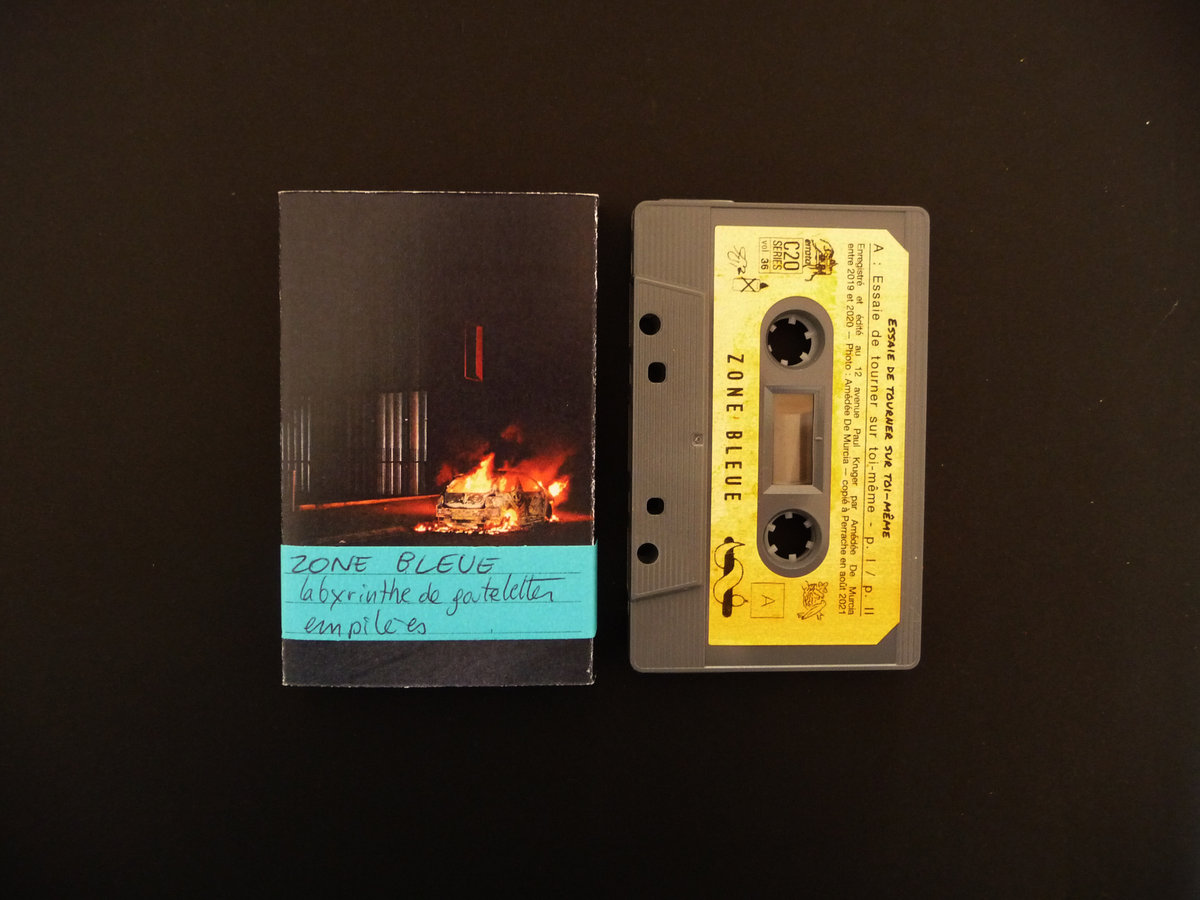 ZONE BLEUE
labyrinthe de gateletter
empilées
ESSAIE DE TOURNER SUR TOI-MÊME
A : Essaie de tourner sur toi-même - p. I / p. II
Enregistré et édité au 12 avenue Paul Kruger par Amédée De Murcia
entre 2019 et 2020 – Photo : Amédée De Murcia – copié à Perrache en août 2021
errata
C20
SERIES
vol 36
ZONE BLEUE
A